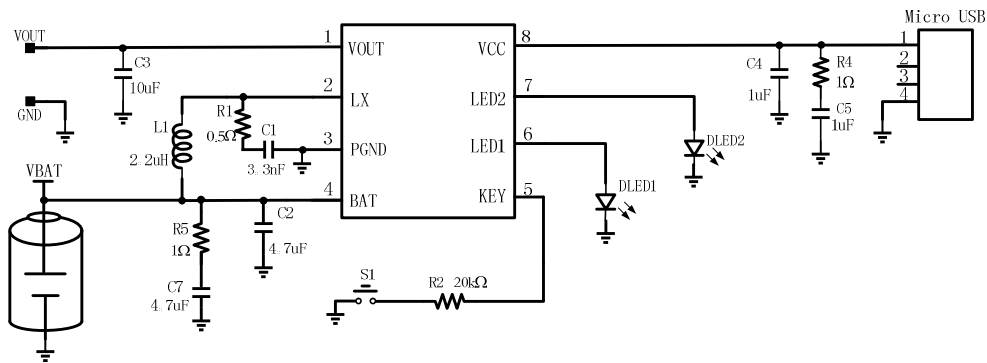 Micro USB
VOUT 1 VOUT VCC 8 1
C3 10uF C4 1uF R4 1Ω 2
2 LX LED2 7 3
GND R1 0.5Ω C5 1uF 4
L1 2.2uH C1 3.3nF 3 PGND LED1 6 DLED2
VBAT 4 BAT KEY 5 DLED1
R5 1Ω C2 4.7uF
C7 4.7uF S1 R2 20kΩ